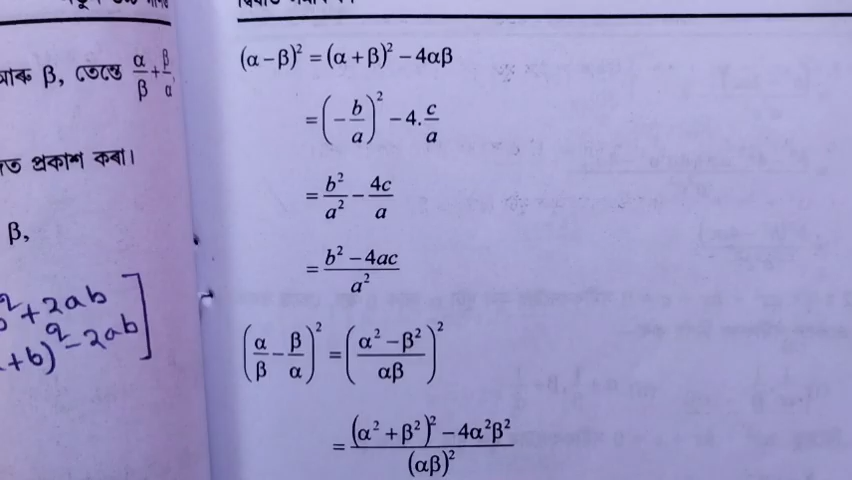 আৰু β, তেন্তে α/β + β/α
প্ৰকাশ কৰা।
β,
+ 2ab
+b)² - 2ab]
(α − β)² = (α + β)² − 4αβ
= (−b/a)² − 4.c/a
= b²/a² − 4c/a
= (b² − 4ac)/a²
(α/β − β/α)² = ((α² − β²)/αβ)²
= ((α² + β²)² − 4α²β²)/(αβ)²